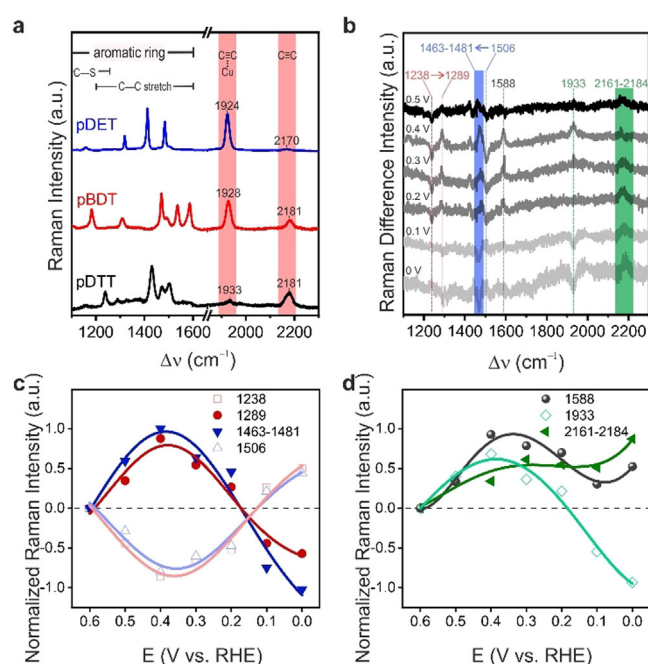 a
aromatic ring
C—S
C—C stretch
C≡C
Cu
C≡C
1924
2170
pDET
1928
2181
pBDT
1933
2181
pDTT
1200 1400 1600 2000 2200
Δν (cm⁻¹)
Raman Intensity (a.u.)
b
1463-1481←1506
1238→1289
1588
1933
2161-2184
0.5 V
0.4 V
0.3 V
0.2 V
0.1 V
0 V
1200 1400 1600 1800 2000 2200
Δν (cm⁻¹)
Raman Difference Intensity (a.u.)
c
1238
1289
1463-1481
1506
1.0
0.5
0.0
-0.5
-1.0
0.6 0.5 0.4 0.3 0.2 0.1 0.0
E (V vs. RHE)
Normalized Raman Intensity (a.u.)
d
1588
1933
2161-2184
1.0
0.5
0.0
-0.5
-1.0
0.6 0.5 0.4 0.3 0.2 0.1 0.0
E (V vs. RHE)
Normalized Raman Intensity (a.u.)